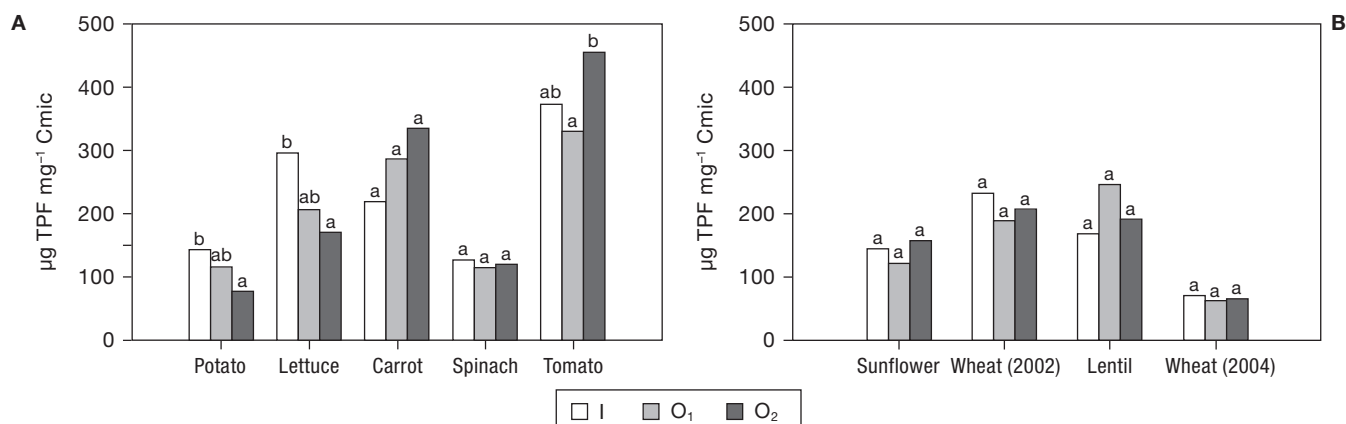 A
µg TPF mg⁻¹ Cmic
500
400
300
200
100
0
b
ab
a
b
ab
a
a
a
a
a
a
a
ab
a
b
Potato Lettuce Carrot Spinach Tomato
B
µg TPF mg⁻¹ Cmic
500
400
300
200
100
0
a
a
a
a
a
a
a
a
a
a
a
a
Sunflower Wheat (2002) Lentil Wheat (2004)
I O₁ O₂